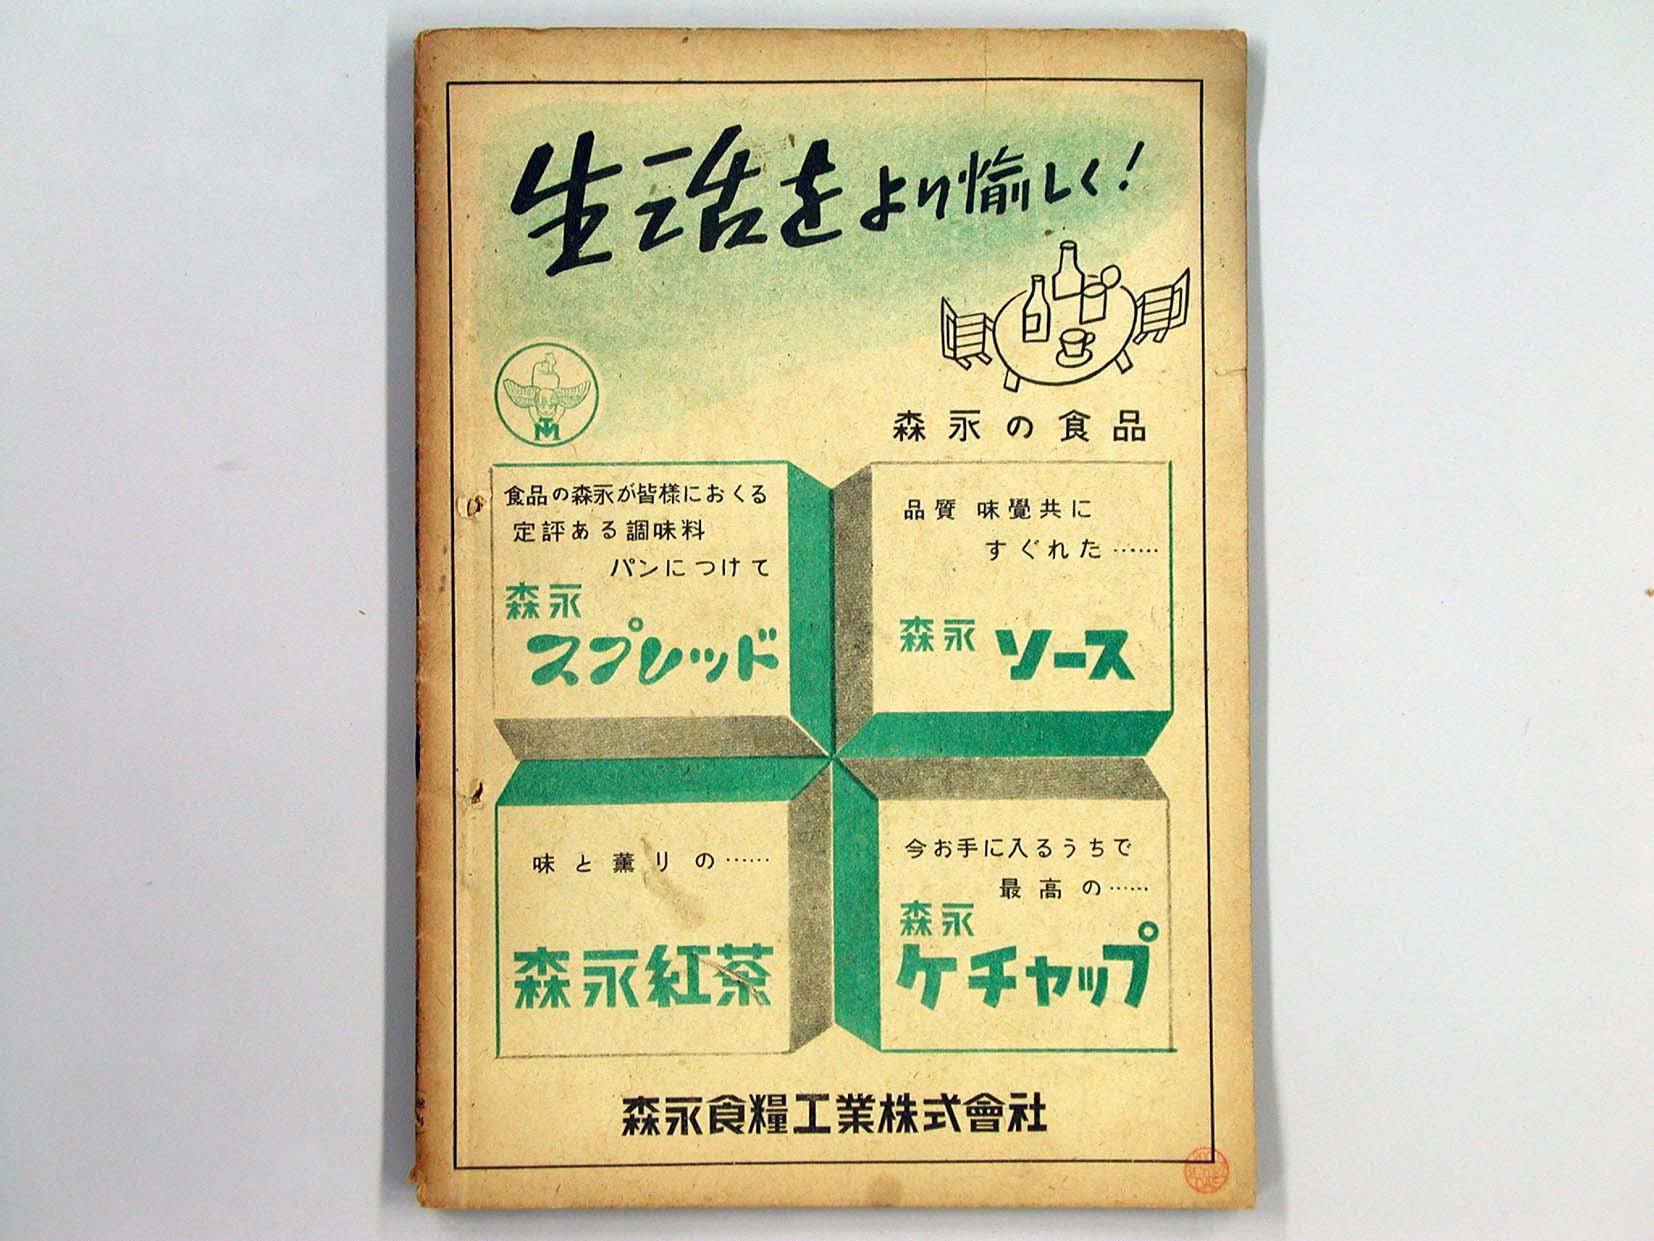 生活をより愉しく!
TM
森永の食品
食品の森永が皆様におくる
定評ある調味料
パンにつけて
森永
スプレッド
品質 味覺共に
すぐれた……
森永 ソース
味と薫りの……
森永紅茶
今お手に入るうちで
最高の……
森永
ケチャップ
森永食糧工業株式會社